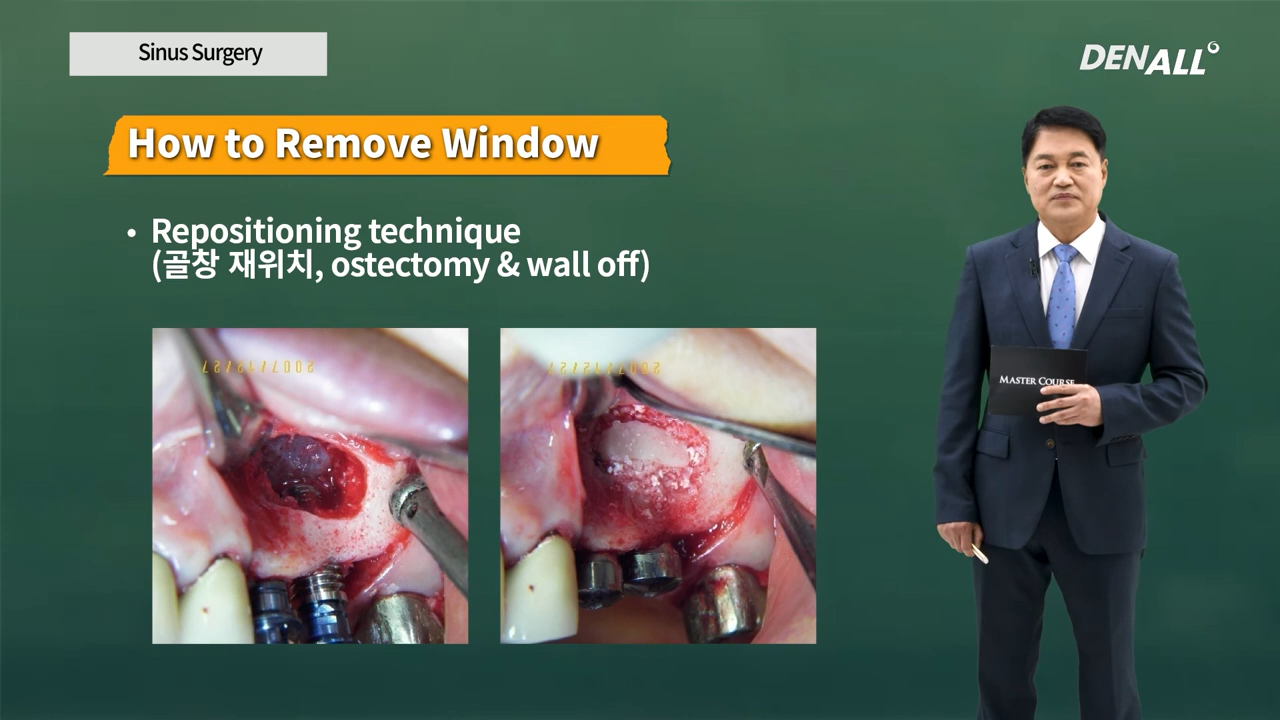 Sinus Surgery
DENALL
How to Remove Window
• Repositioning technique
(골창 재위치, ostectomy & wall off)
MASTER COURSE